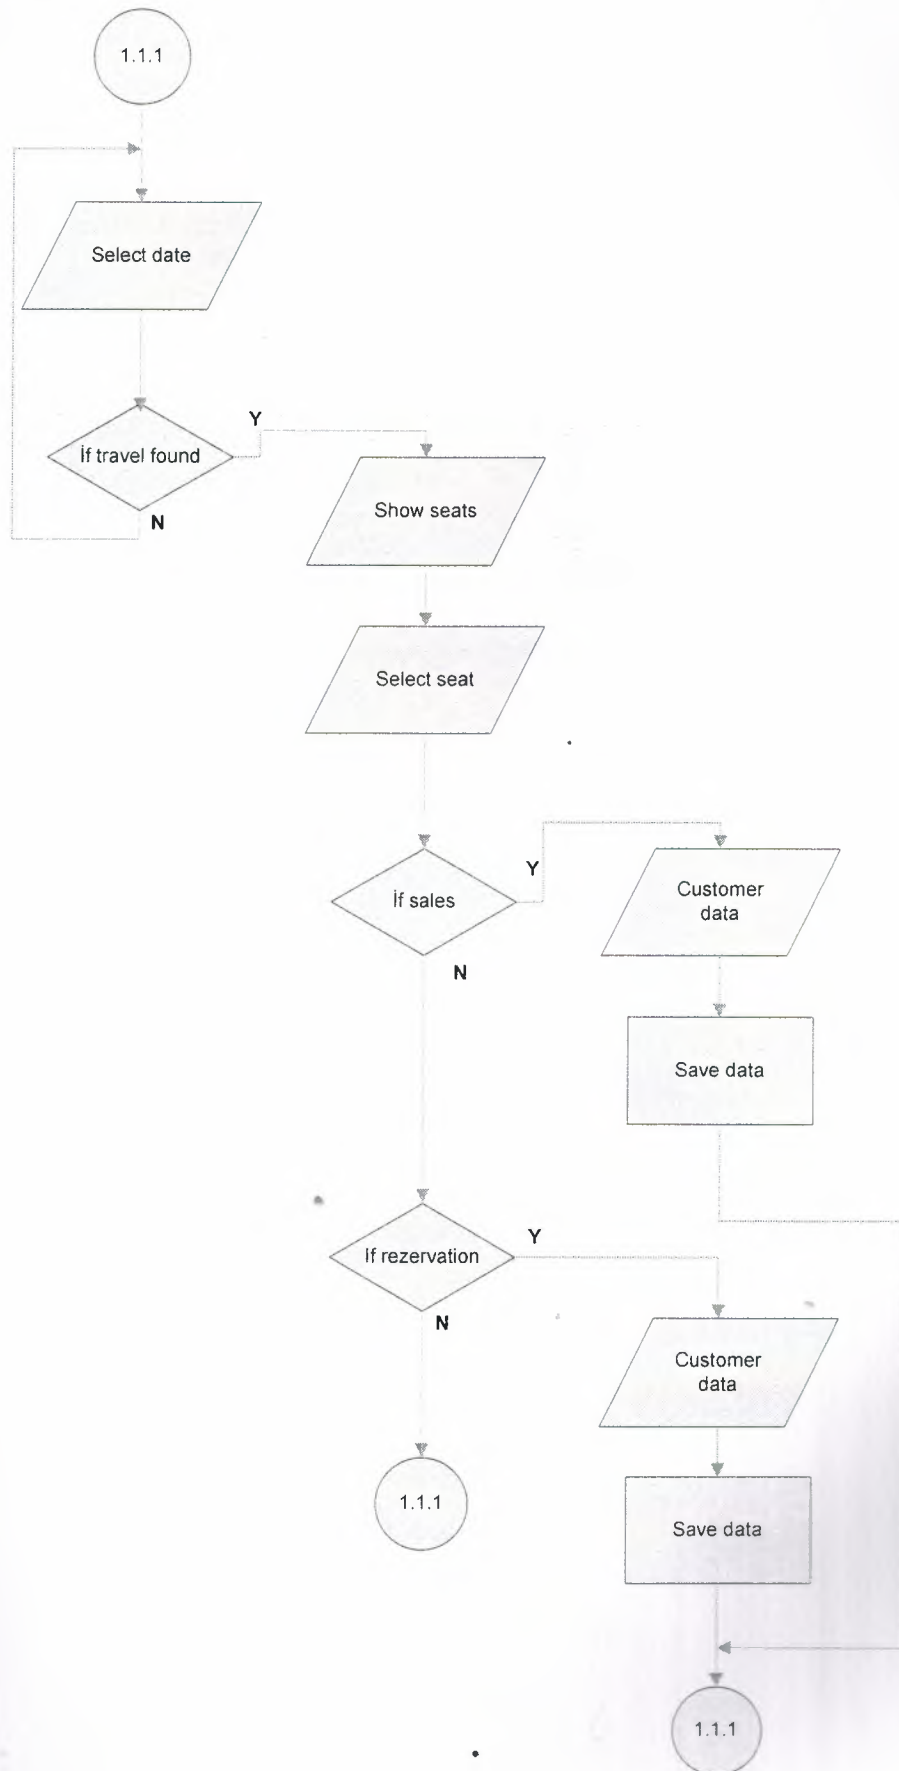 1.1.1
Select date
İf travel found
Y
N
Show seats
Select seat
İf sales
Y
N
Customer
data
Save data
If rezervation
Y
N
Customer
data
Save data
1.1.1
1.1.1